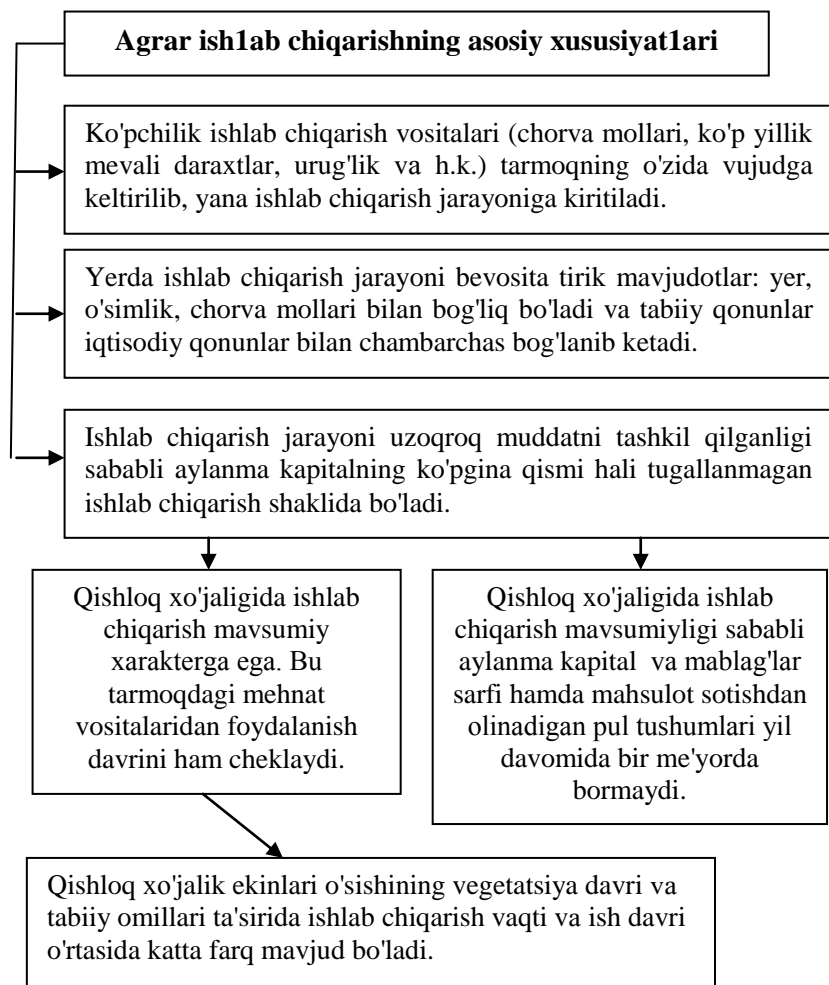 Agrar ish1ab chiqarishning asosiy xususiyat1ari
Ko'pchilik ishlab chiqarish vositalari (chorva mollari, ko'p yillik
mevali daraxtlar, urug'lik va h.k.) tarmoqning o'zida vujudga
keltirilib, yana ishlab chiqarish jarayoniga kiritiladi.
Yerda ishlab chiqarish jarayoni bevosita tirik mavjudotlar: yer,
o'simlik, chorva mollari bilan bog'liq bo'ladi va tabiiy qonunlar
iqtisodiy qonunlar bilan chambarchas bog'lanib ketadi.
Ishlab chiqarish jarayoni uzoqroq muddatni tashkil qilganligi
sababli aylanma kapitalning ko'pgina qismi hali tugallanmagan
ishlab chiqarish shaklida bo'ladi.
Qishloq xo'jaligida ishlab
chiqarish mavsumiy
xarakterga ega. Bu
tarmoqdagi mehnat
vositalaridan foydalanish
davrini ham cheklaydi.
Qishloq xo'jaligida ishlab
chiqarish mavsumiyligi sababli
aylanma kapital va mablag'lar
sarfi hamda mahsulot sotishdan
olinadigan pul tushumlari yil
davomida bir me'yorda
bormaydi.
Qishloq xo'jalik ekinlari o'sishining vegetatsiya davri va
tabiiy omillari ta'sirida ishlab chiqarish vaqti va ish davri
o'rtasida katta farq mavjud bo'ladi.